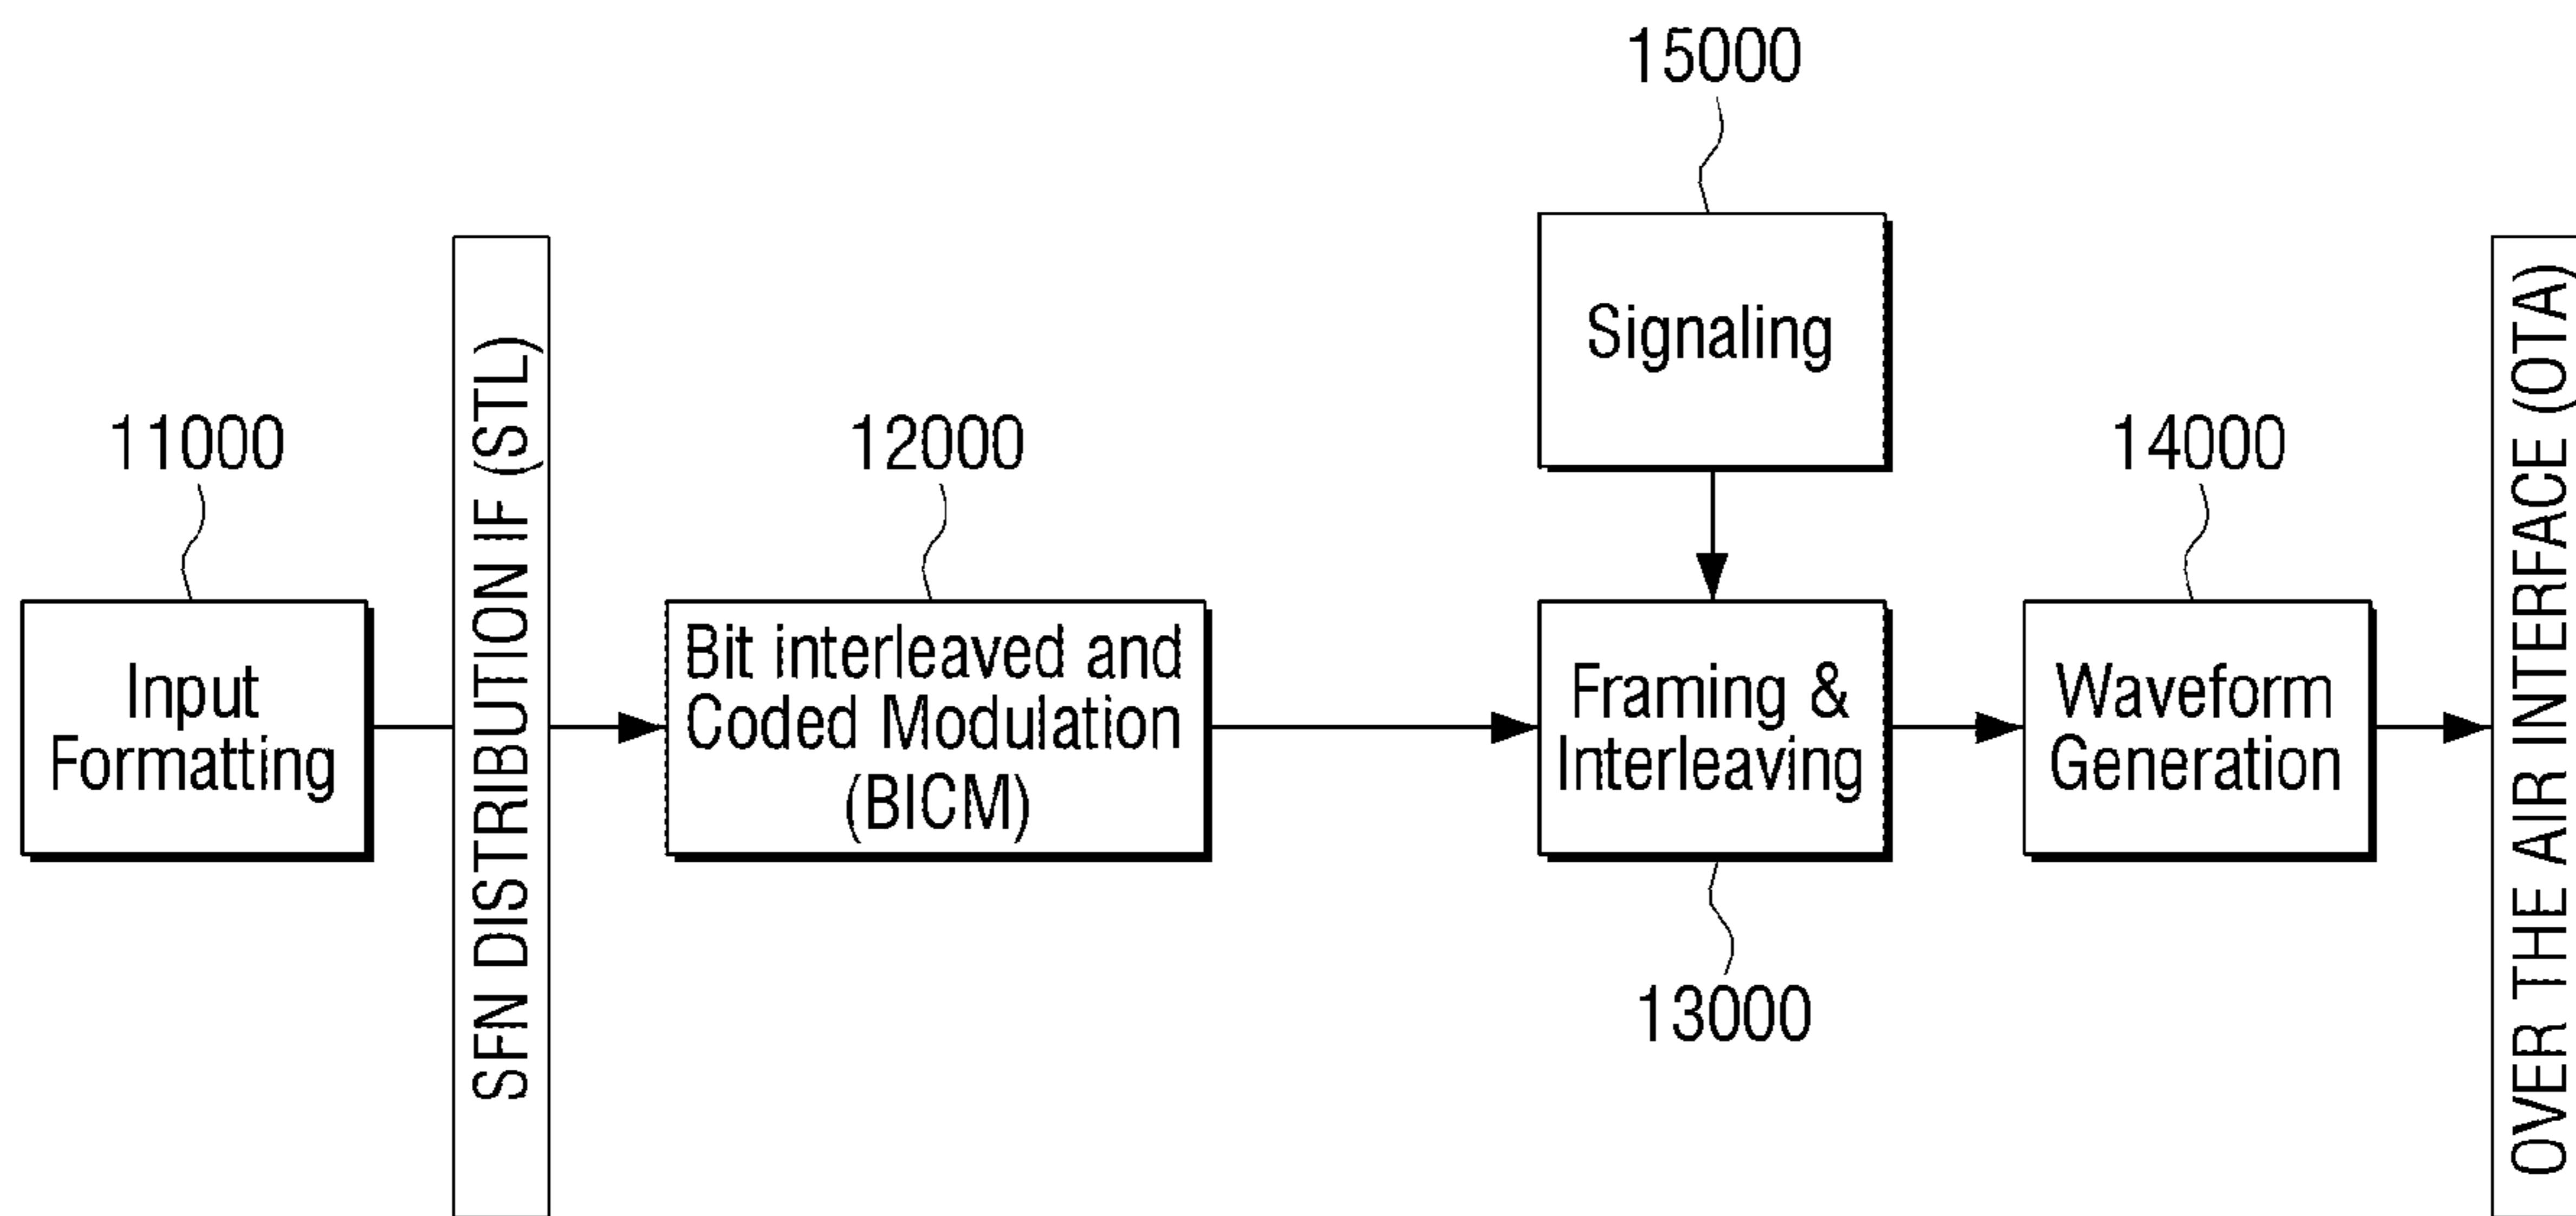 15000
Signaling
11000
Input
Formatting
SFN DISTRIBUTION IF (STL)
12000
Bit interleaved and
Coded Modulation
(BICM)
Framing &
Interleaving
13000
14000
Waveform
Generation
OVER THE AIR INTERFACE (OTA)